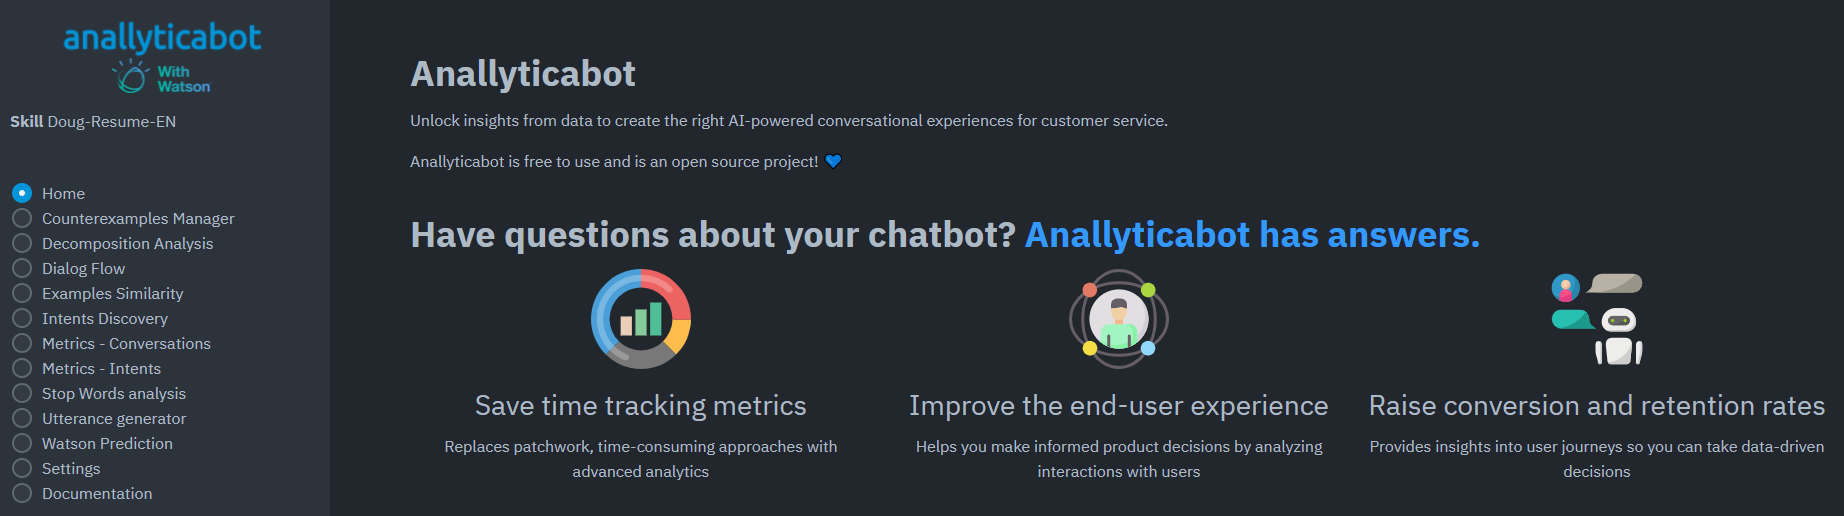 anallyticabot
With
Watson
Skill Doug-Resume-EN
Home
Counterexamples Manager
Decomposition Analysis
Dialog Flow
Examples Similarity
Intents Discovery
Metrics - Conversations
Metrics - Intents
Stop Words analysis
Utterance generator
Watson Prediction
Settings
Documentation
Anallyticabot
Unlock insights from data to create the right AI-powered conversational experiences for customer service.
Anallyticabot is free to use and is an open source project! 💙
Have questions about your chatbot? Anallyticabot has answers.
Save time tracking metrics
Replaces patchwork, time-consuming approaches with
advanced analytics
Improve the end-user experience
Helps you make informed product decisions by analyzing
interactions with users
Raise conversion and retention rates
Provides insights into user journeys so you can take data-driven
decisions